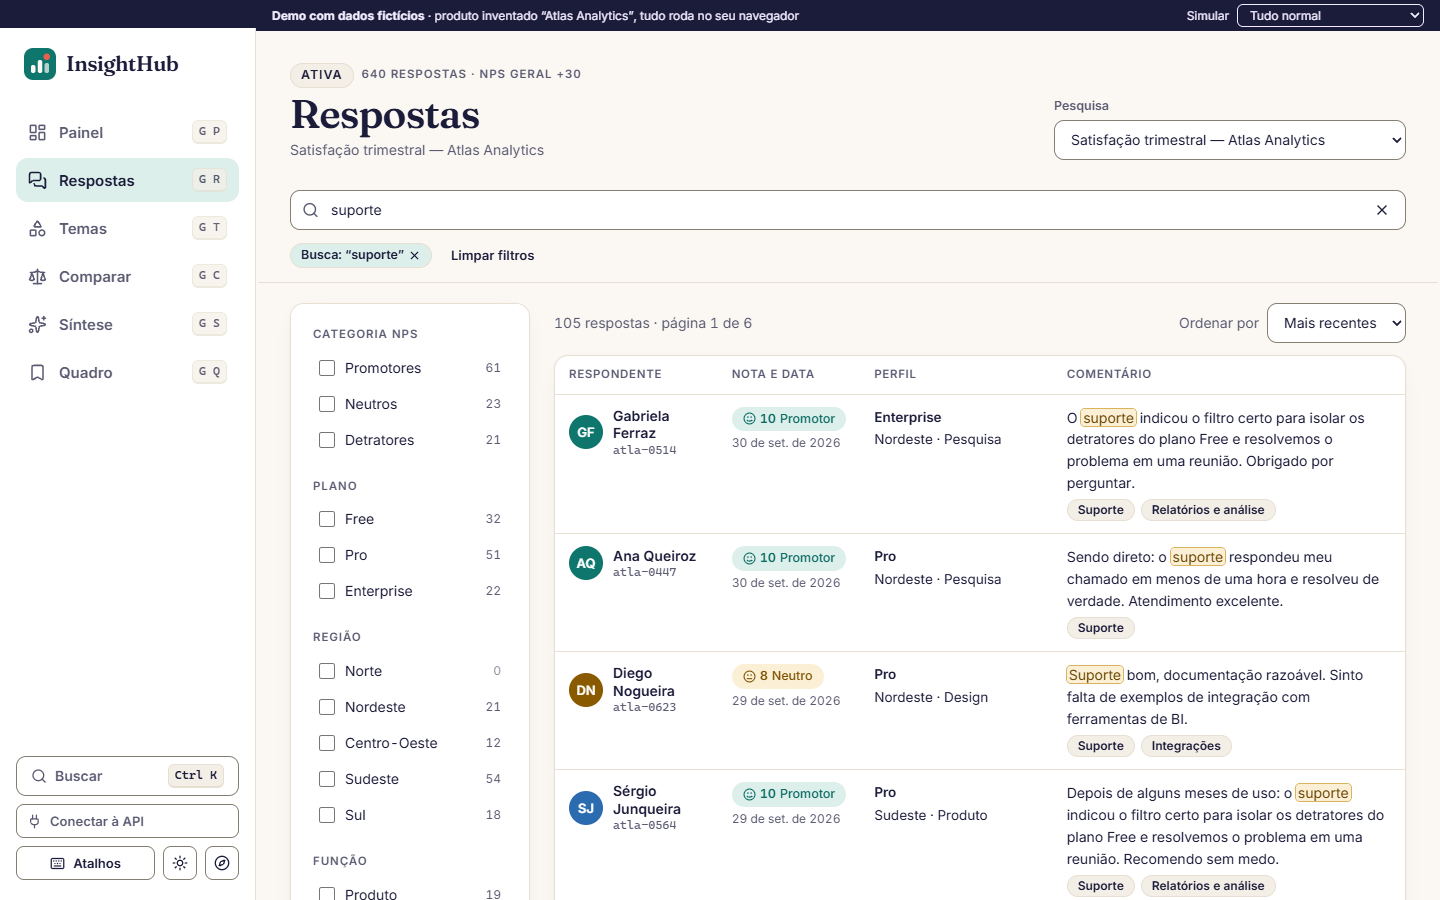 Demo com dados fictícios · produto inventado “Atlas Analytics”, tudo roda no seu navegador
Simular
Tudo normal
InsightHub
Painel
G P
Respostas
G R
Temas
G T
Comparar
G C
Síntese
G S
Quadro
G Q
Buscar
Ctrl K
Conectar à API
Atalhos
ATIVA
640 RESPOSTAS · NPS GERAL +30
Respostas
Satisfação trimestral — Atlas Analytics
Pesquisa
Satisfação trimestral — Atlas Analytics
suporte
Busca: “suporte”
Limpar filtros
CATEGORIA NPS
Promotores 61
Neutros 23
Detratores 21
PLANO
Free 32
Pro 51
Enterprise 22
REGIÃO
Norte 0
Nordeste 21
Centro-Oeste 12
Sudeste 54
Sul 18
FUNÇÃO
Produto 19
105 respostas · página 1 de 6
Ordenar por
Mais recentes
RESPONDENTE
NOTA E DATA
PERFIL
COMENTÁRIO
GF
Gabriela
Ferraz
atla-0514
10 Promotor
30 de set. de 2026
Enterprise
Nordeste · Pesquisa
O suporte indicou o filtro certo para isolar os
detratores do plano Free e resolvemos o
problema em uma reunião. Obrigado por
perguntar.
Suporte
Relatórios e análise
AQ
Ana Queiroz
atla-0447
10 Promotor
30 de set. de 2026
Pro
Nordeste · Pesquisa
Sendo direto: o suporte respondeu meu
chamado em menos de uma hora e resolveu de
verdade. Atendimento excelente.
Suporte
DN
Diego
Nogueira
atla-0623
8 Neutro
29 de set. de 2026
Pro
Nordeste · Design
Suporte bom, documentação razoável. Sinto
falta de exemplos de integração com
ferramentas de BI.
Suporte
Integrações
SJ
Sérgio
Junqueira
atla-0564
10 Promotor
29 de set. de 2026
Pro
Sudeste · Produto
Depois de alguns meses de uso: o suporte
indicou o filtro certo para isolar os detratores do
plano Free e resolvemos o problema em uma
reunião. Recomendo sem medo.
Suporte
Relatórios e análise